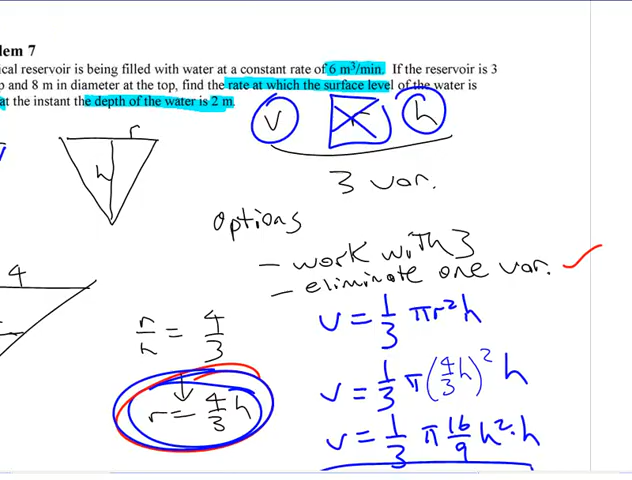 lem 7
ical reservoir is being filled with water at a constant rate of 6 m³/min. If the reservoir is 3
p and 8 m in diameter at the top, find the rate at which the surface level of the water is
at the instant the depth of the water is 2 m.
V r h
3 var.
r
h
options
- work with 3
- eliminate one var. ✓
4
r/h = 4/3
r = 4/3 h
V = 1/3 πr²h
V = 1/3 π(4/3 h)² h
V = 1/3 π 16/9 h²·h